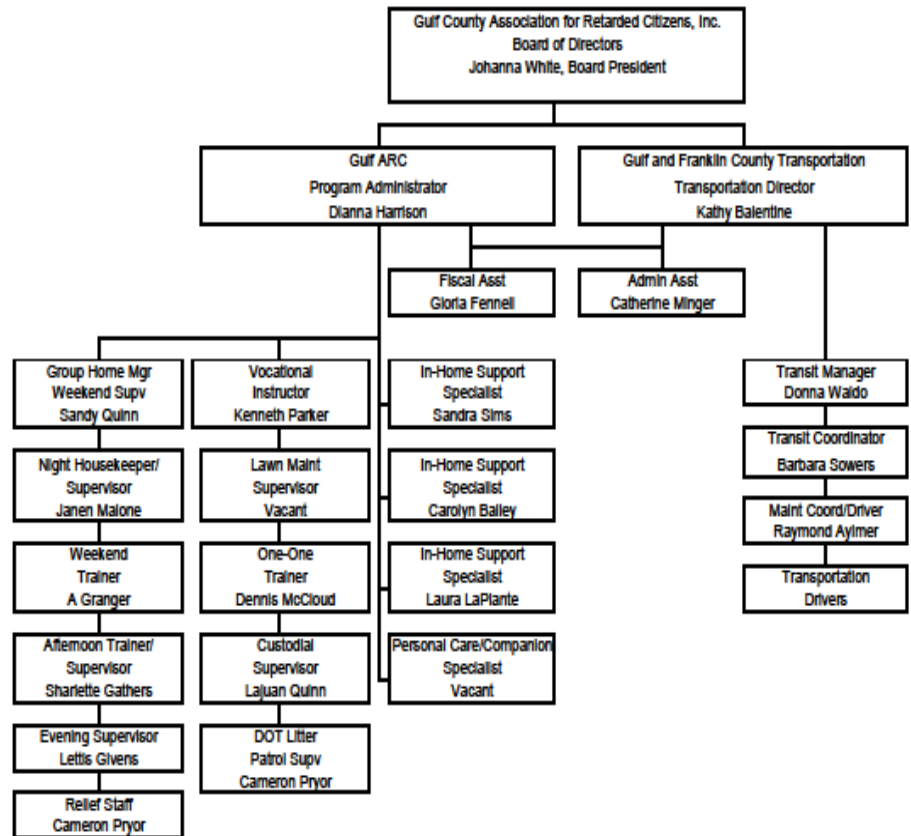 Gulf County Association for Retarded Citizens, Inc.
Board of Directors
Johanna White, Board President
Gulf ARC
Program Administrator
Dianna Harrison
Gulf and Franklin County Transportation
Transportation Director
Kathy Balentine
Fiscal Asst
Gloria Fennell
Admin Asst
Catherine Minger
Group Home Mgr
Weekend Supv
Sandy Quinn
Night Housekeeper/
Supervisor
Janen Malone
Weekend
Trainer
A Granger
Afternoon Trainer/
Supervisor
Sharlette Gathers
Evening Supervisor
Lettis Givens
Relief Staff
Cameron Pryor
Vocational
Instructor
Kenneth Parker
Lawn Maint
Supervisor
Vacant
One-One
Trainer
Dennis McCloud
Custodial
Supervisor
Lajuan Quinn
DOT Litter
Patrol Supv
Cameron Pryor
In-Home Support
Specialist
Sandra Sims
In-Home Support
Specialist
Carolyn Bailey
In-Home Support
Specialist
Laura LaPlante
Personal Care/Companion
Specialist
Vacant
Transit Manager
Donna Waldo
Transit Coordinator
Barbara Sowers
Maint Coord/Driver
Raymond Aylmer
Transportation
Drivers